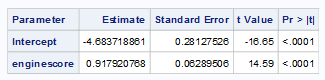 Parameter Estimate Standard Error t Value Pr > |t|
Intercept -4.683718861 0.28127526 -16.65 <.0001
enginescore 0.917920768 0.06289506 14.59 <.0001